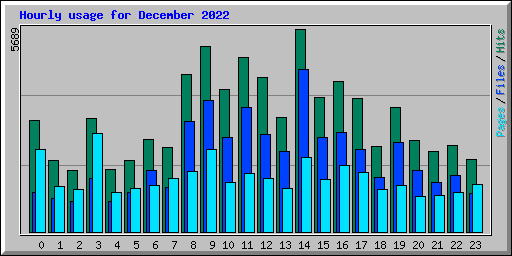 Hourly usage for December 2022
5689
Pages/Files/Hits
0 1 2 3 4 5 6 7 8 9 10 11 12 13 14 15 16 17 18 19 20 21 22 23